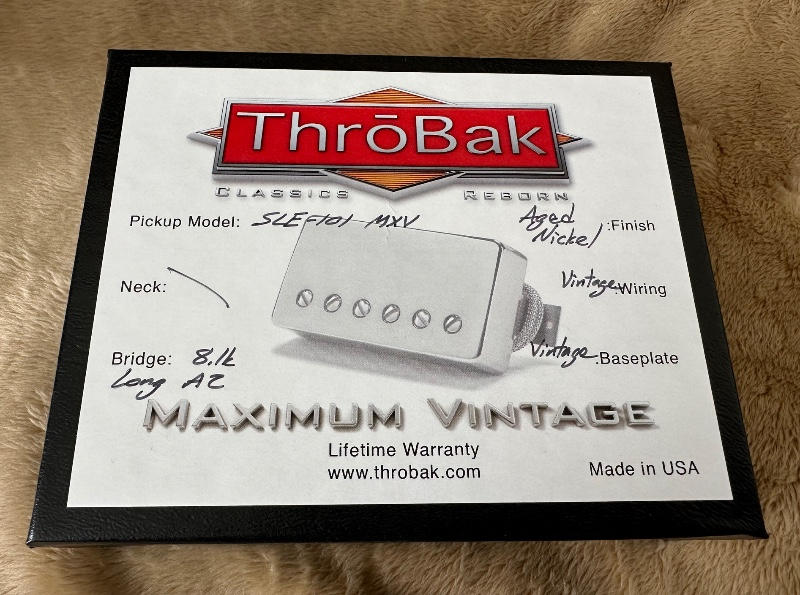 ThrōBak
CLASSICS REBORN
Pickup Model: SLE-101 MXV
Aged Nickel :Finish
Neck:
Vintage :Wiring
Bridge: 8.1k
Long A2
Vintage :Baseplate
MAXIMUM VINTAGE
Lifetime Warranty
www.throbak.com
Made in USA